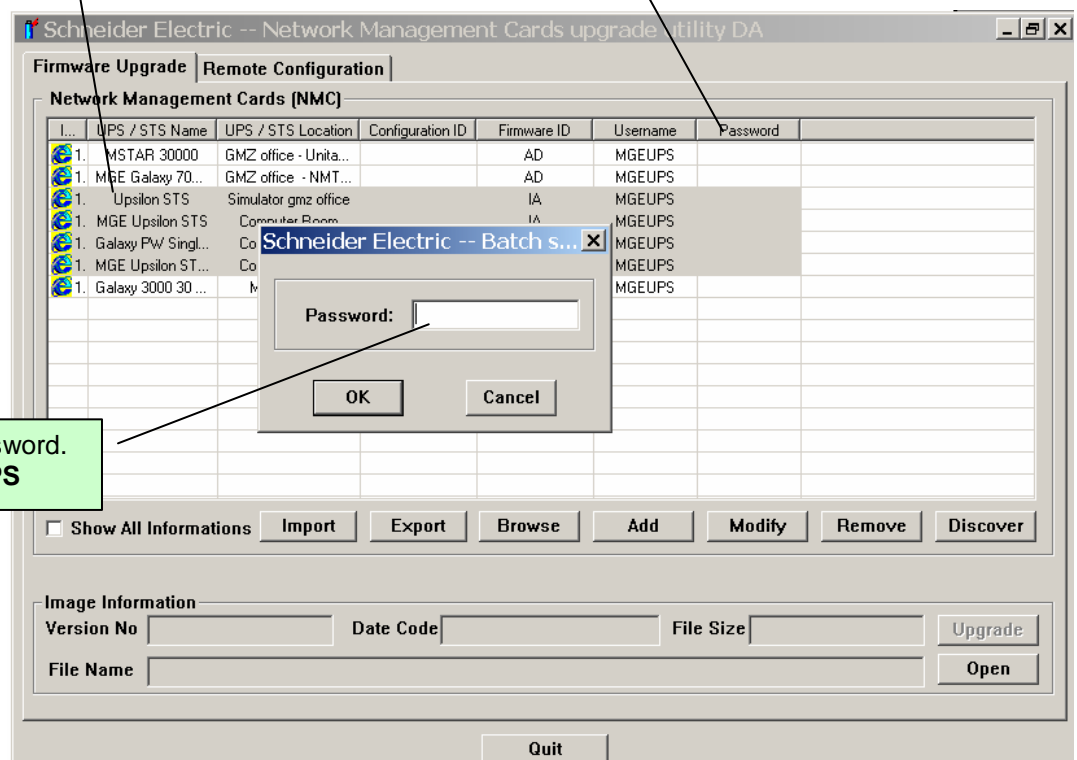 Schneider Electric -- Network Management Cards upgrade utility DA
Firmware Upgrade Remote Configuration
Network Management Cards (NMC)
I... UPS / STS Name UPS / STS Location Configuration ID Firmware ID Username Password
1. MSTAR 30000 GMZ office - Unita... AD MGEUPS
1. MGE Galaxy 70... GMZ office - NMT... AD MGEUPS
1. Upsilon STS Simulator gmz office IA MGEUPS
1. MGE Upsilon STS Computer Room IA MGEUPS
1. Galaxy PW Singl... Co MGEUPS
1. MGE Upsilon ST... Co MGEUPS
1. Galaxy 3000 30 ... MGEUPS
Schneider Electric -- Batch s...
Password:
OK Cancel
sword.
PS
Show All Informations Import Export Browse Add Modify Remove Discover
Image Information
Version No Date Code File Size Upgrade
File Name Open
Quit